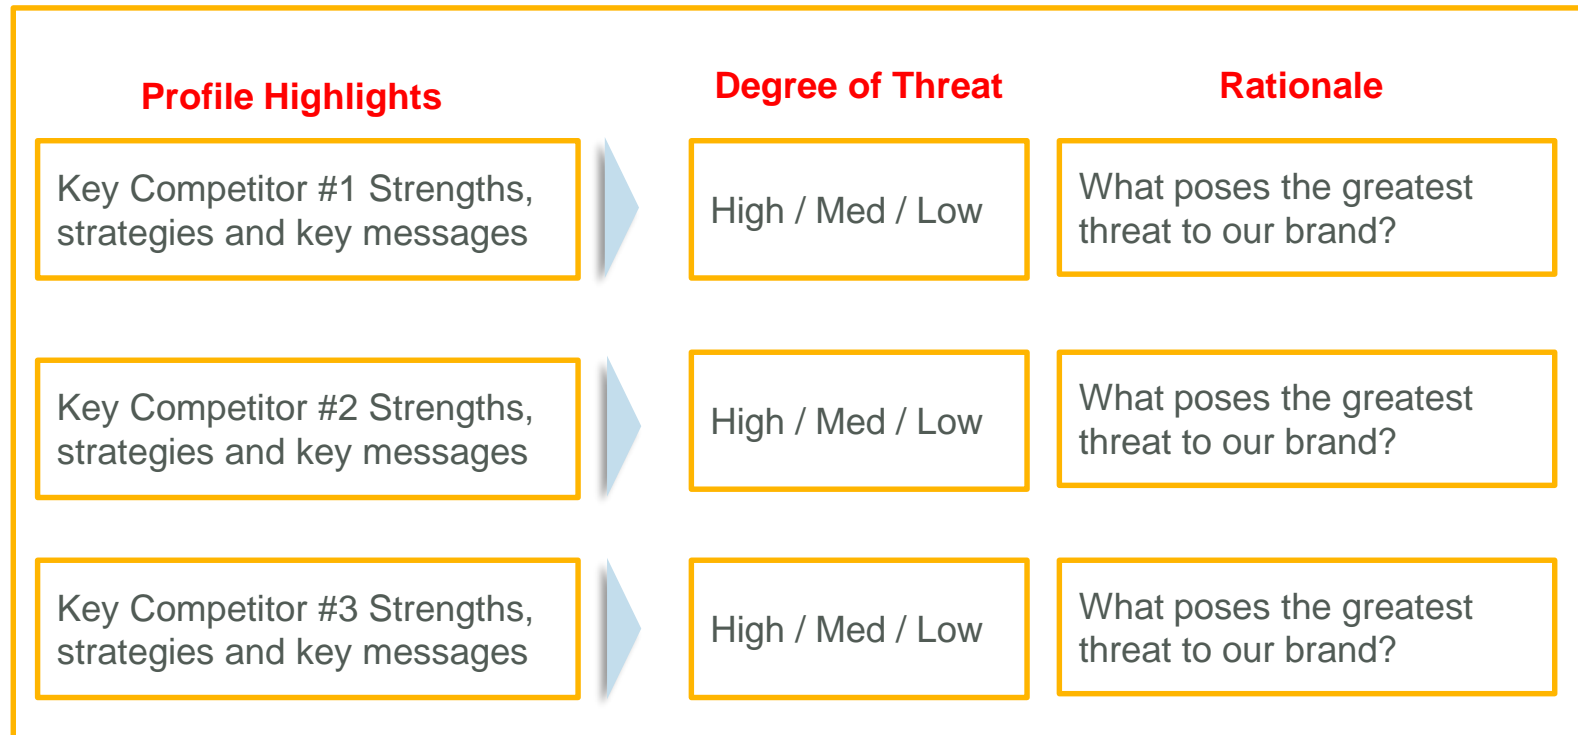 Profile Highlights
Degree of Threat
Rationale
Key Competitor #1 Strengths,
strategies and key messages
High / Med / Low
What poses the greatest
threat to our brand?
Key Competitor #2 Strengths,
strategies and key messages
High / Med / Low
What poses the greatest
threat to our brand?
Key Competitor #3 Strengths,
strategies and key messages
High / Med / Low
What poses the greatest
threat to our brand?